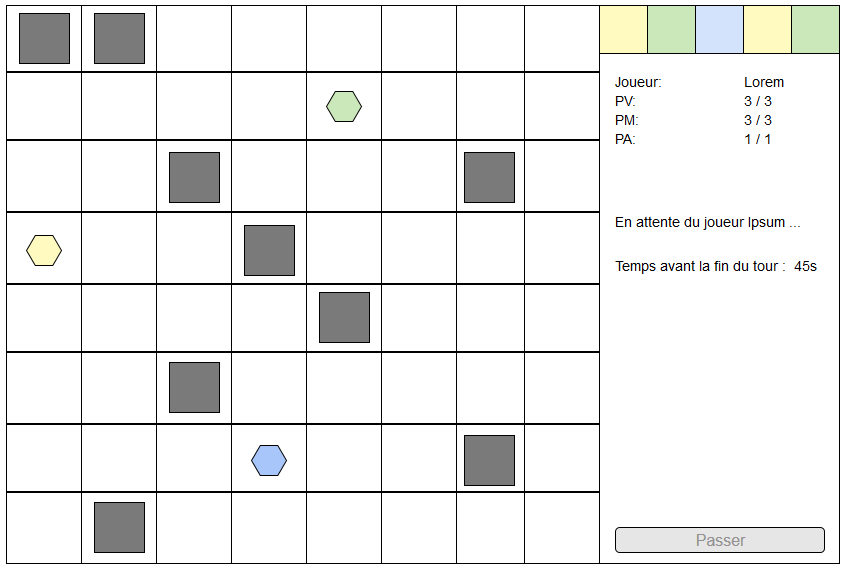 Joueur: Lorem
PV: 3 / 3
PM: 3 / 3
PA: 1 / 1
En attente du joueur Ipsum ...
Temps avant la fin du tour : 45s
Passer